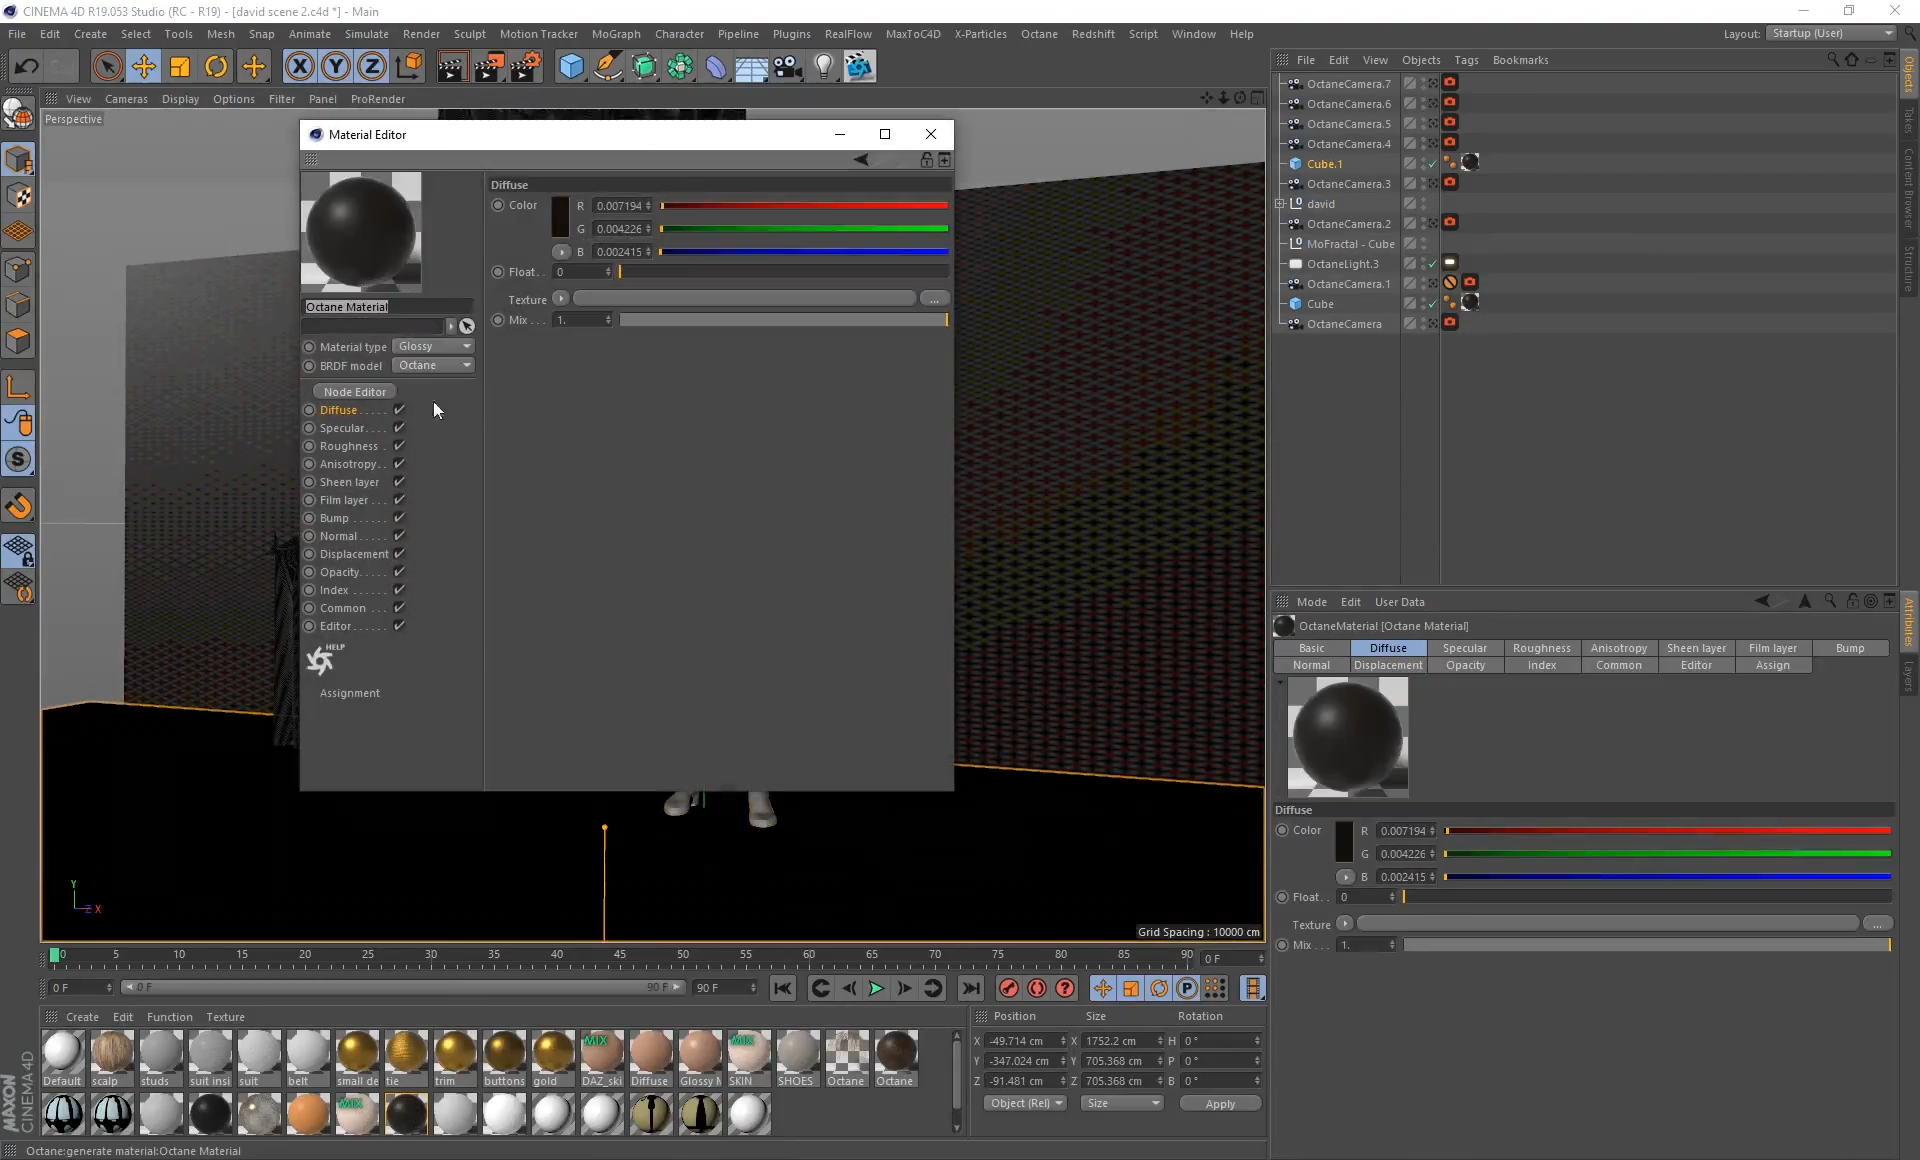 CINEMA 4D R19.053 Studio (RC - R19) - [david scene 2.c4d *] - Main
File Edit Create Select Tools Mesh Snap Animate Simulate Render Sculpt Motion Tracker MoGraph Character Pipeline Plugins RealFlow MaxToC4D X-Particles Octane Redshift Script Window Help
Layout: Startup (User)
View Cameras Display Options Filter Panel ProRender
Perspective
Material Editor
Octane Material
Material type Glossy
BRDF model Octane
Node Editor
Diffuse . . . . .
Specular. . . .
Roughness .
Anisotropy. .
Sheen layer
Film layer . . .
Bump . . . . . .
Normal . . . . .
Displacement
Opacity. . . . .
Index . . . . . .
Common . . .
Editor . . . . . .
HELP
Assignment
Diffuse
Color R 0.007194
G 0.004226
B 0.002415
Float. . 0
Texture ...
Mix . . . 1.
Y
Z X
Grid Spacing : 10000 cm
0 5 10 15 20 25 30 35 40 45 50 55 60 65 70 75 80 85 90 0 F
0 F 0 F 90 F 90 F
Create Edit Function Texture
Default scalp studs suit insi suit belt small de tie trim buttons gold DAZ_ski Diffuse Glossy M SKIN SHOES Octane Octane
MIX MIX
MIX
MAXON CINEMA4D
Position Size Rotation
X -49.714 cm X 1752.2 cm H 0 °
Y -347.024 cm Y 705.368 cm P 0 °
Z -91.481 cm Z 705.368 cm B 0 °
Object (Rel) Size Apply
Octane:generate material:Octane Material
File Edit View Objects Tags Bookmarks
OctaneCamera.7
OctaneCamera.6
OctaneCamera.5
OctaneCamera.4
Cube.1
OctaneCamera.3
david
OctaneCamera.2
MoFractal - Cube
OctaneLight.3
OctaneCamera.1
Cube
OctaneCamera
Objects
Takes
Content Browser
Structure
Mode Edit User Data
OctaneMaterial [Octane Material]
Basic Diffuse Specular Roughness Anisotropy Sheen layer Film layer Bump
Normal Displacement Opacity Index Common Editor Assign
Diffuse
Color R 0.007194
G 0.004226
B 0.002415
Float. . 0
Texture ...
Mix . . . 1.
Attributes
Layers